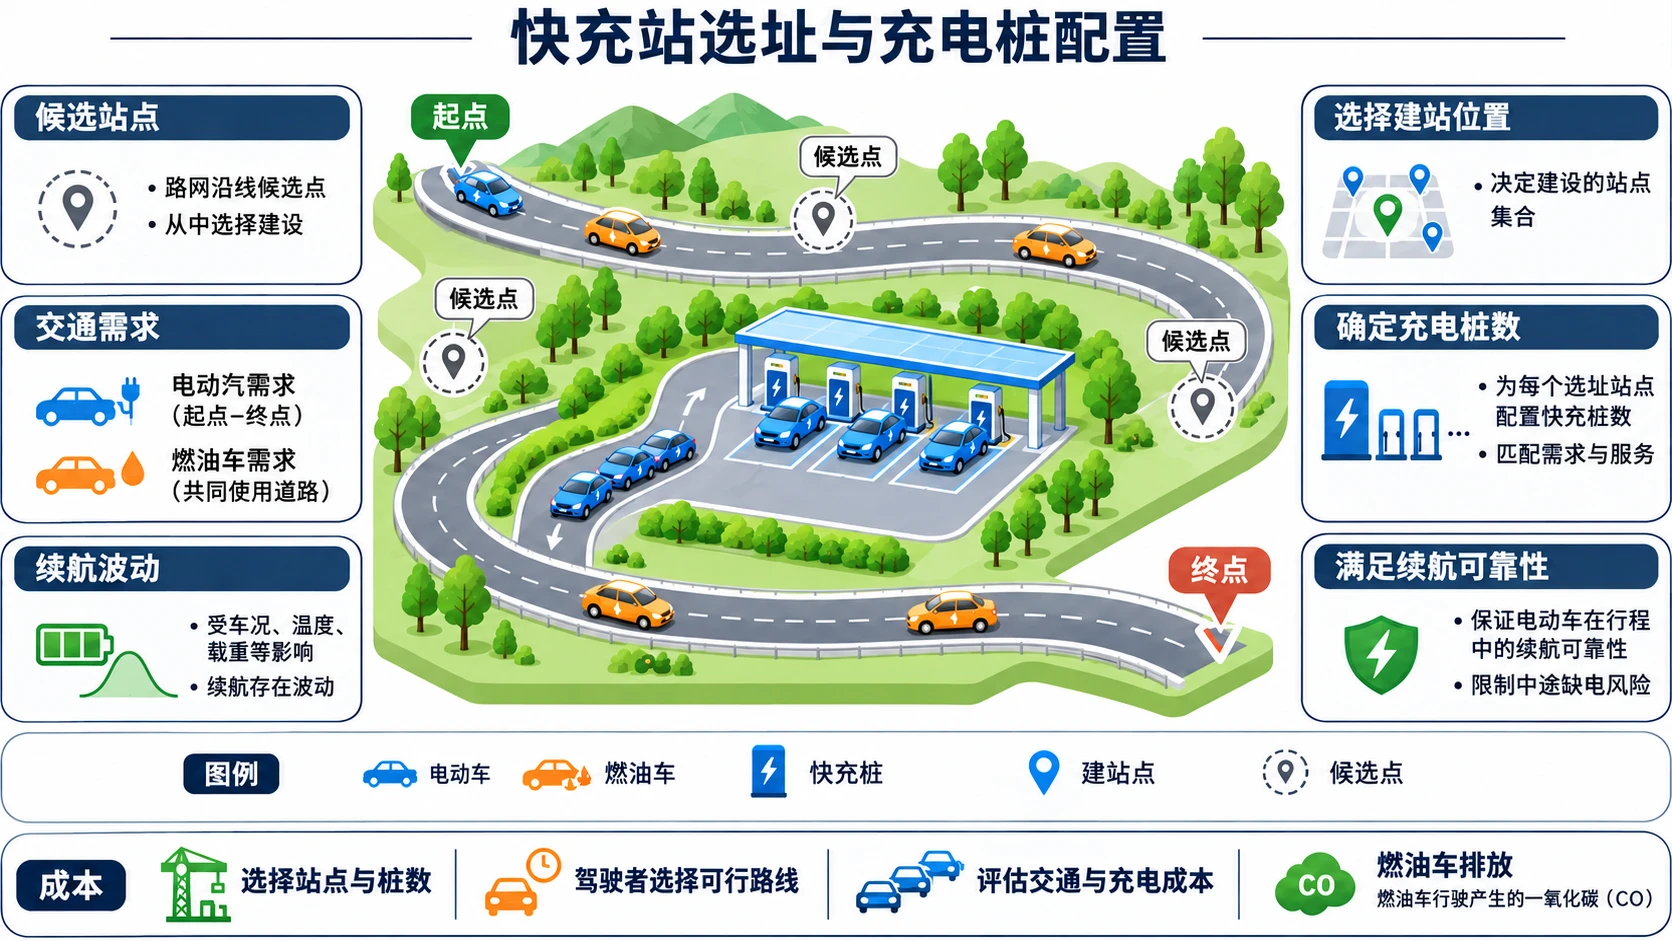 快充站选址与充电桩配置
候选站点
• 路网沿线候选点
• 从中选择建设
交通需求
电动汽需求
（起点–终点）
燃油车需求
（共同使用道路）
续航波动
• 受车况、温度、
载重等影响
• 续航存在波动
起点
候选点
候选点
候选点
终点
选择建站位置
• 决定建设的站点
集合
确定充电桩数
• 为每个选址站点
配置快充桩数
• 匹配需求与服务
...
满足续航可靠性
• 保证电动车在行程
中的续航可靠性
• 限制中途缺电风险
图例
电动车
燃油车
快充桩
建站点
候选点
成本
选择站点与桩数
驾驶者选择可行路线
评估交通与充电成本
CO
燃油车排放
燃油车行驶产生的一氧化碳（CO）